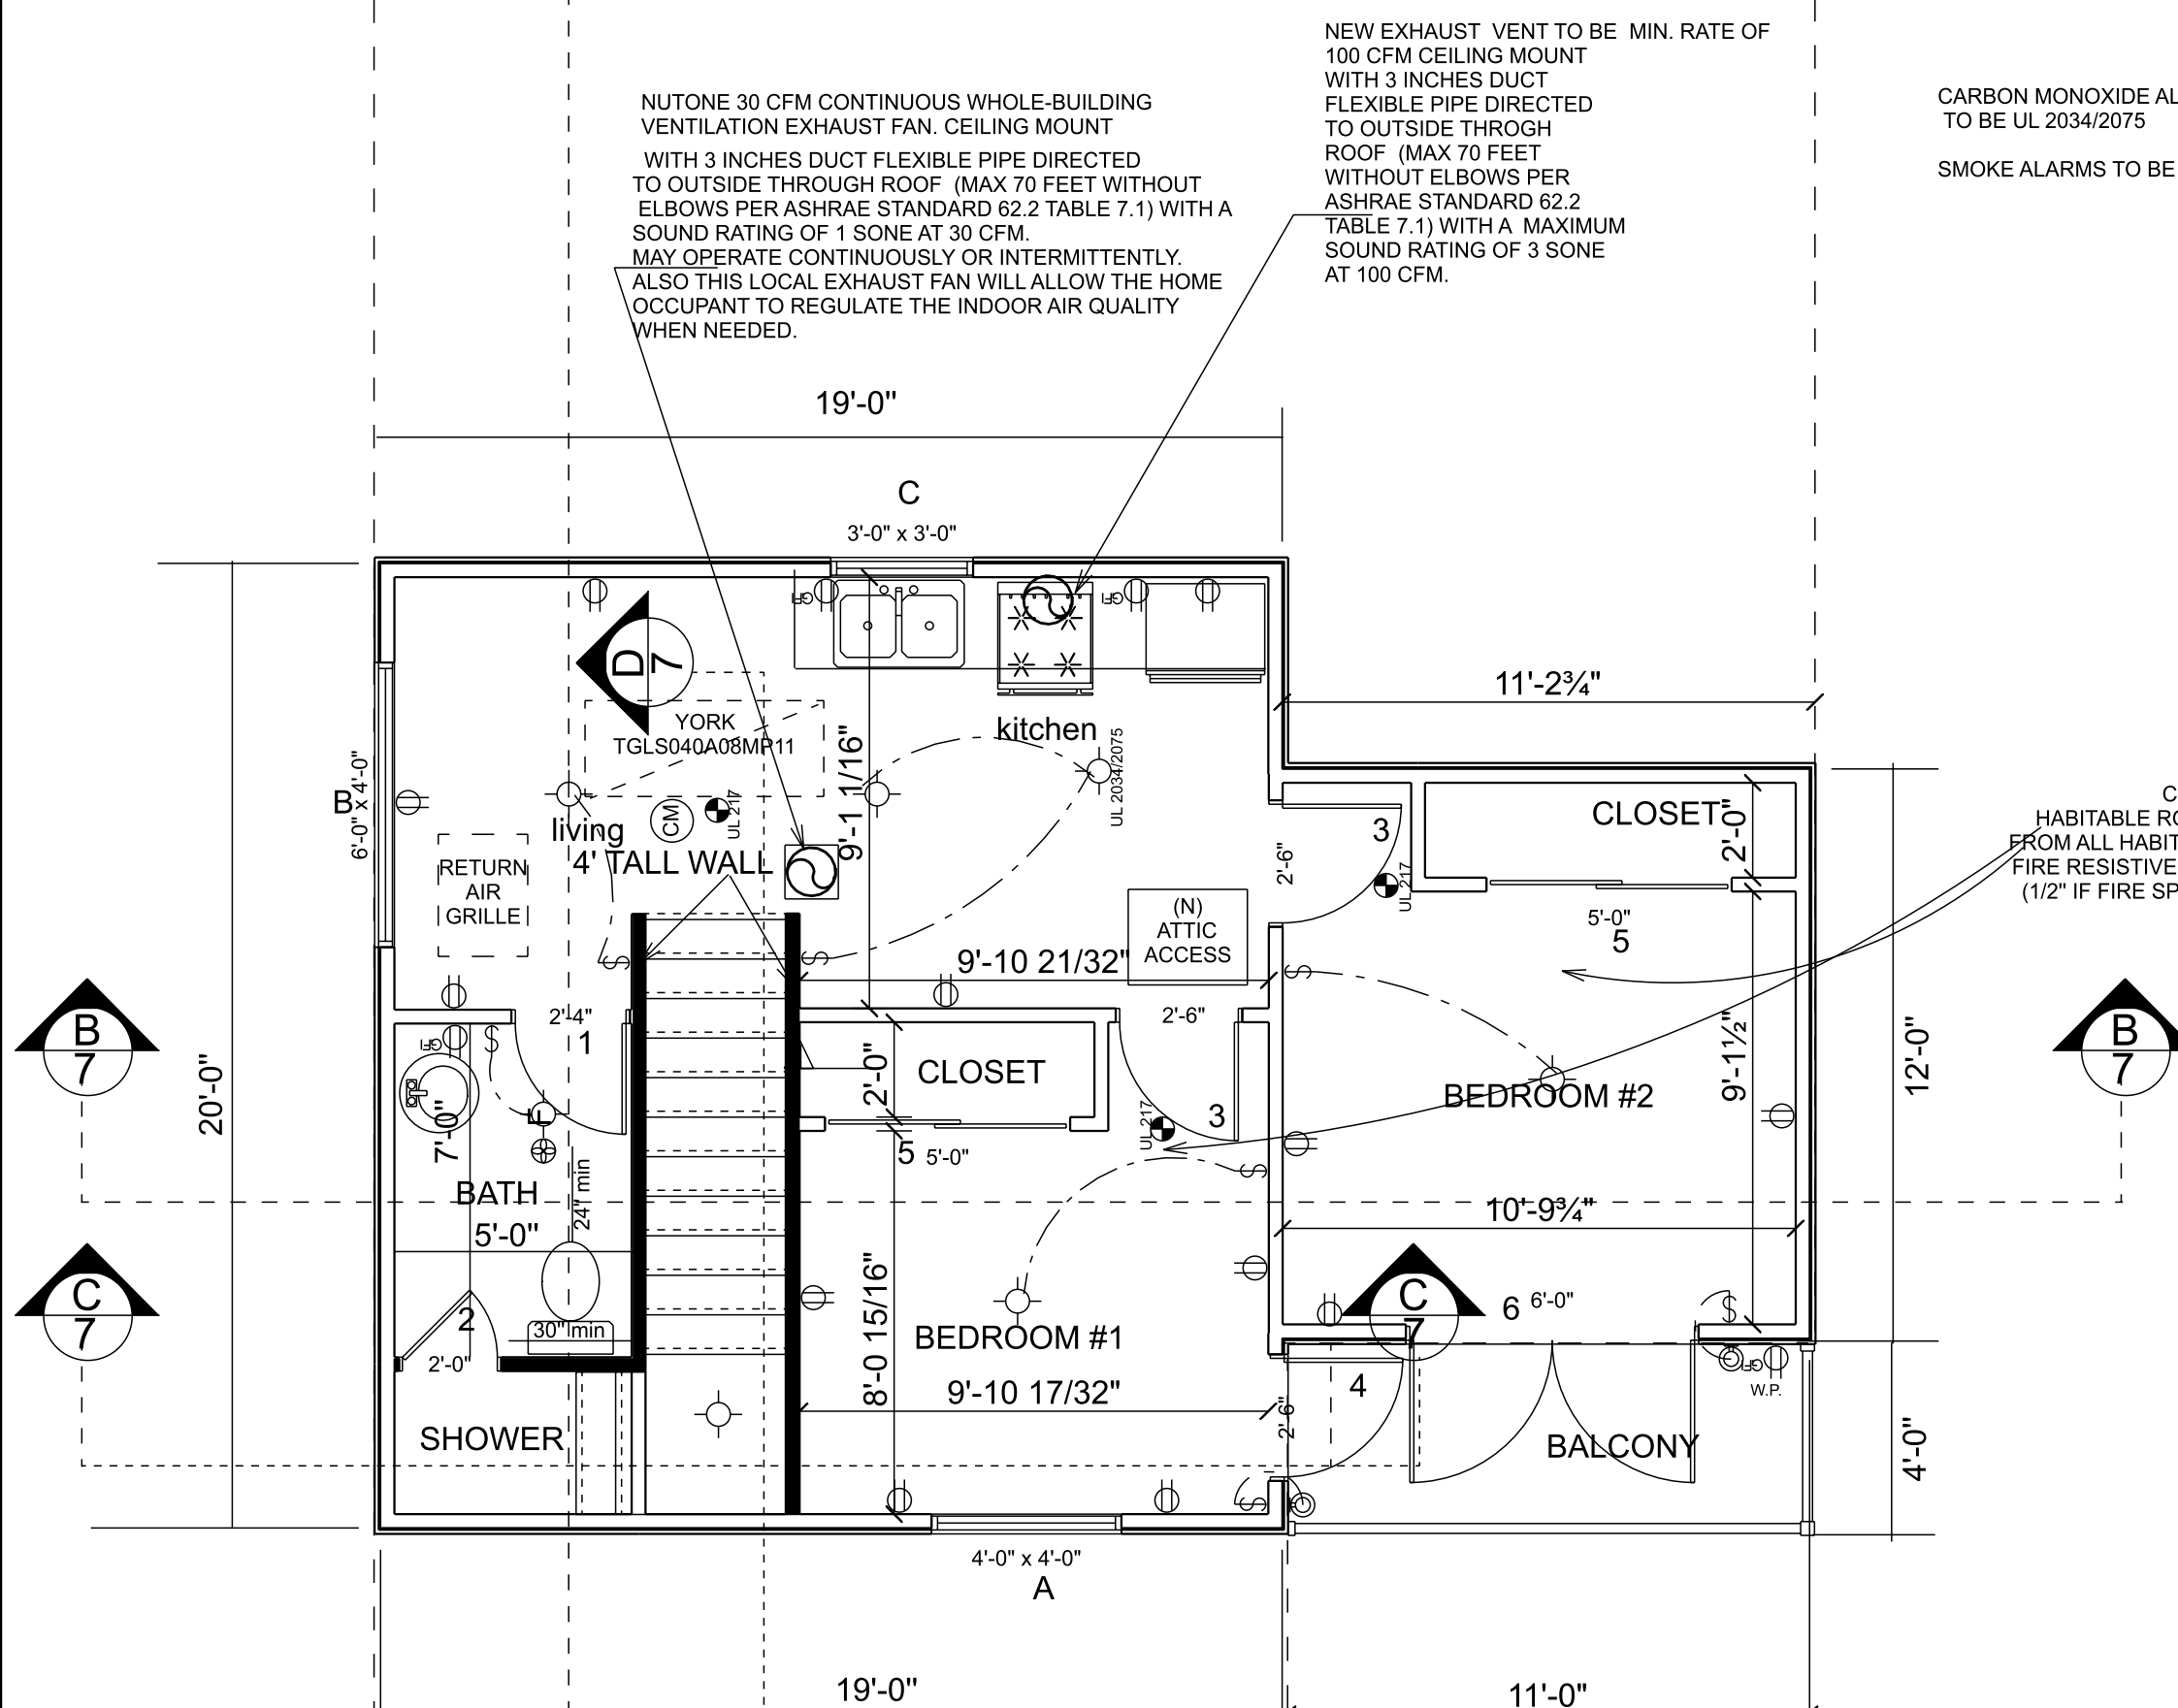 NEW EXHAUST VENT TO BE MIN. RATE OF
100 CFM CEILING MOUNT
WITH 3 INCHES DUCT
FLEXIBLE PIPE DIRECTED
TO OUTSIDE THROGH
ROOF (MAX 70 FEET
WITHOUT ELBOWS PER
ASHRAE STANDARD 62.2
TABLE 7.1) WITH A MAXIMUM
SOUND RATING OF 3 SONE
AT 100 CFM.
NUTONE 30 CFM CONTINUOUS WHOLE-BUILDING
VENTILATION EXHAUST FAN. CEILING MOUNT
WITH 3 INCHES DUCT FLEXIBLE PIPE DIRECTED
TO OUTSIDE THROUGH ROOF (MAX 70 FEET WITHOUT
ELBOWS PER ASHRAE STANDARD 62.2 TABLE 7.1) WITH A
SOUND RATING OF 1 SONE AT 30 CFM.
MAY OPERATE CONTINUOUSLY OR INTERMITTENTLY.
ALSO THIS LOCAL EXHAUST FAN WILL ALLOW THE HOME
OCCUPANT TO REGULATE THE INDOOR AIR QUALITY
WHEN NEEDED.
CARBON MONOXIDE AL
TO BE UL 2034/2075
SMOKE ALARMS TO BE
19'-0"
C
3'-0" x 3'-0"
GFI
GFI
D
7
11'-2¾"
YORK
TGLS040A08MP11
kitchen
UL 2034/2075
9'-1 1/16"
B
6'-0" x 4'-0"
CM
UL 217
living
4' TALL WALL
RETURN
AIR
GRILLE
3
2'-6"
UL 217
CLOSET
2'-0"
C
HABITABLE RO
FROM ALL HABIT
FIRE RESISTIVE
(1/2" IF FIRE SP
(N)
ATTIC
ACCESS
5'-0"
5
9'-10 21/32"
$
$
$
B
7
2'-4"
1
2'-6"
B
7
20'-0"
GFI
$
CLOSET
2'-0"
9'-1½"
12'-0"
BEDROOM #2
7'-0"
F
3
UL 217
5
5'-0"
$
BATH
24" min
5'-0"
10'-9¾"
C
7
C
7
6
6'-0"
$
2
30" min
2'-0"
8'-0 15/16"
BEDROOM #1
9'-10 17/32"
4
2'-6"
GFI
W.P.
SHOWER
BALCONY
4'-0"
$
4'-0" x 4'-0"
A
19'-0"
11'-0"